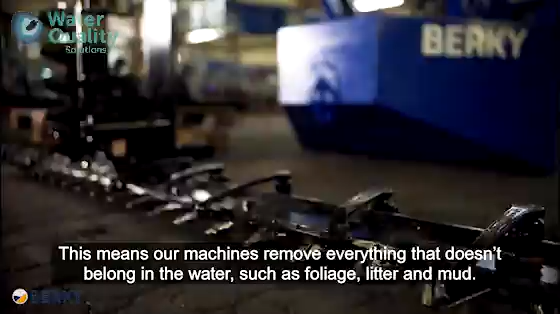 Water
Quality
Solutions
BERKY
This means our machines remove everything that doesn't
belong in the water, such as foliage, litter and mud.
BERKY